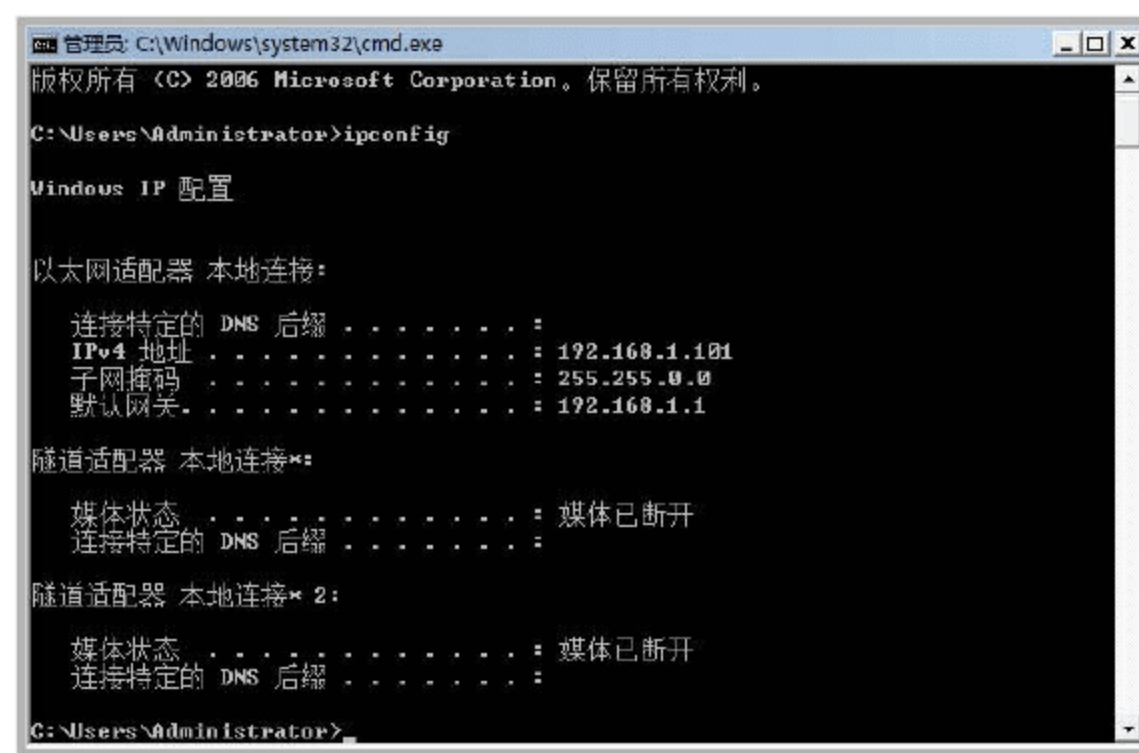 管理员: C:\Windows\system32\cmd.exe
版权所有 (C) 2006 Microsoft Corporation。保留所有权利。
C:\Users\Administrator>ipconfig
Windows IP 配置
以太网适配器 本地连接:
连接特定的 DNS 后缀 . . . . . . . :
IPv4 地址 . . . . . . . . . . . . : 192.168.1.101
子网掩码 . . . . . . . . . . . . : 255.255.0.0
默认网关. . . . . . . . . . . . . : 192.168.1.1
隧道适配器 本地连接*:
媒体状态 . . . . . . . . . . . . : 媒体已断开
连接特定的 DNS 后缀 . . . . . . . :
隧道适配器 本地连接* 2:
媒体状态 . . . . . . . . . . . . : 媒体已断开
连接特定的 DNS 后缀 . . . . . . . :
C:\Users\Administrator>_